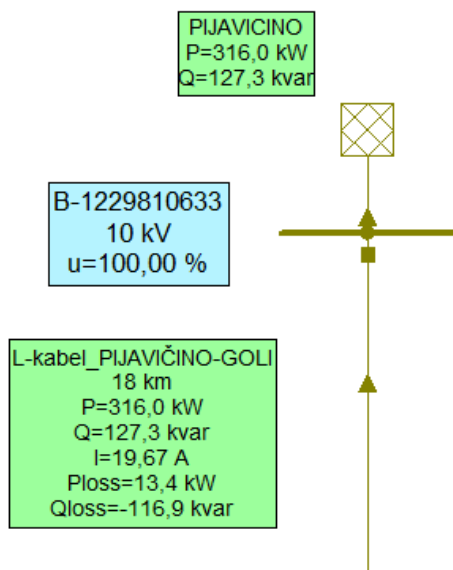 PIJAVICINO
P=316,0 kW
Q=127,3 kvar
B-1229810633
10 kV
u=100,00 %
L-kabel_PIJAVIČINO-GOLI
18 km
P=316,0 kW
Q=127,3 kvar
I=19,67 A
Ploss=13,4 kW
Qloss=-116,9 kvar